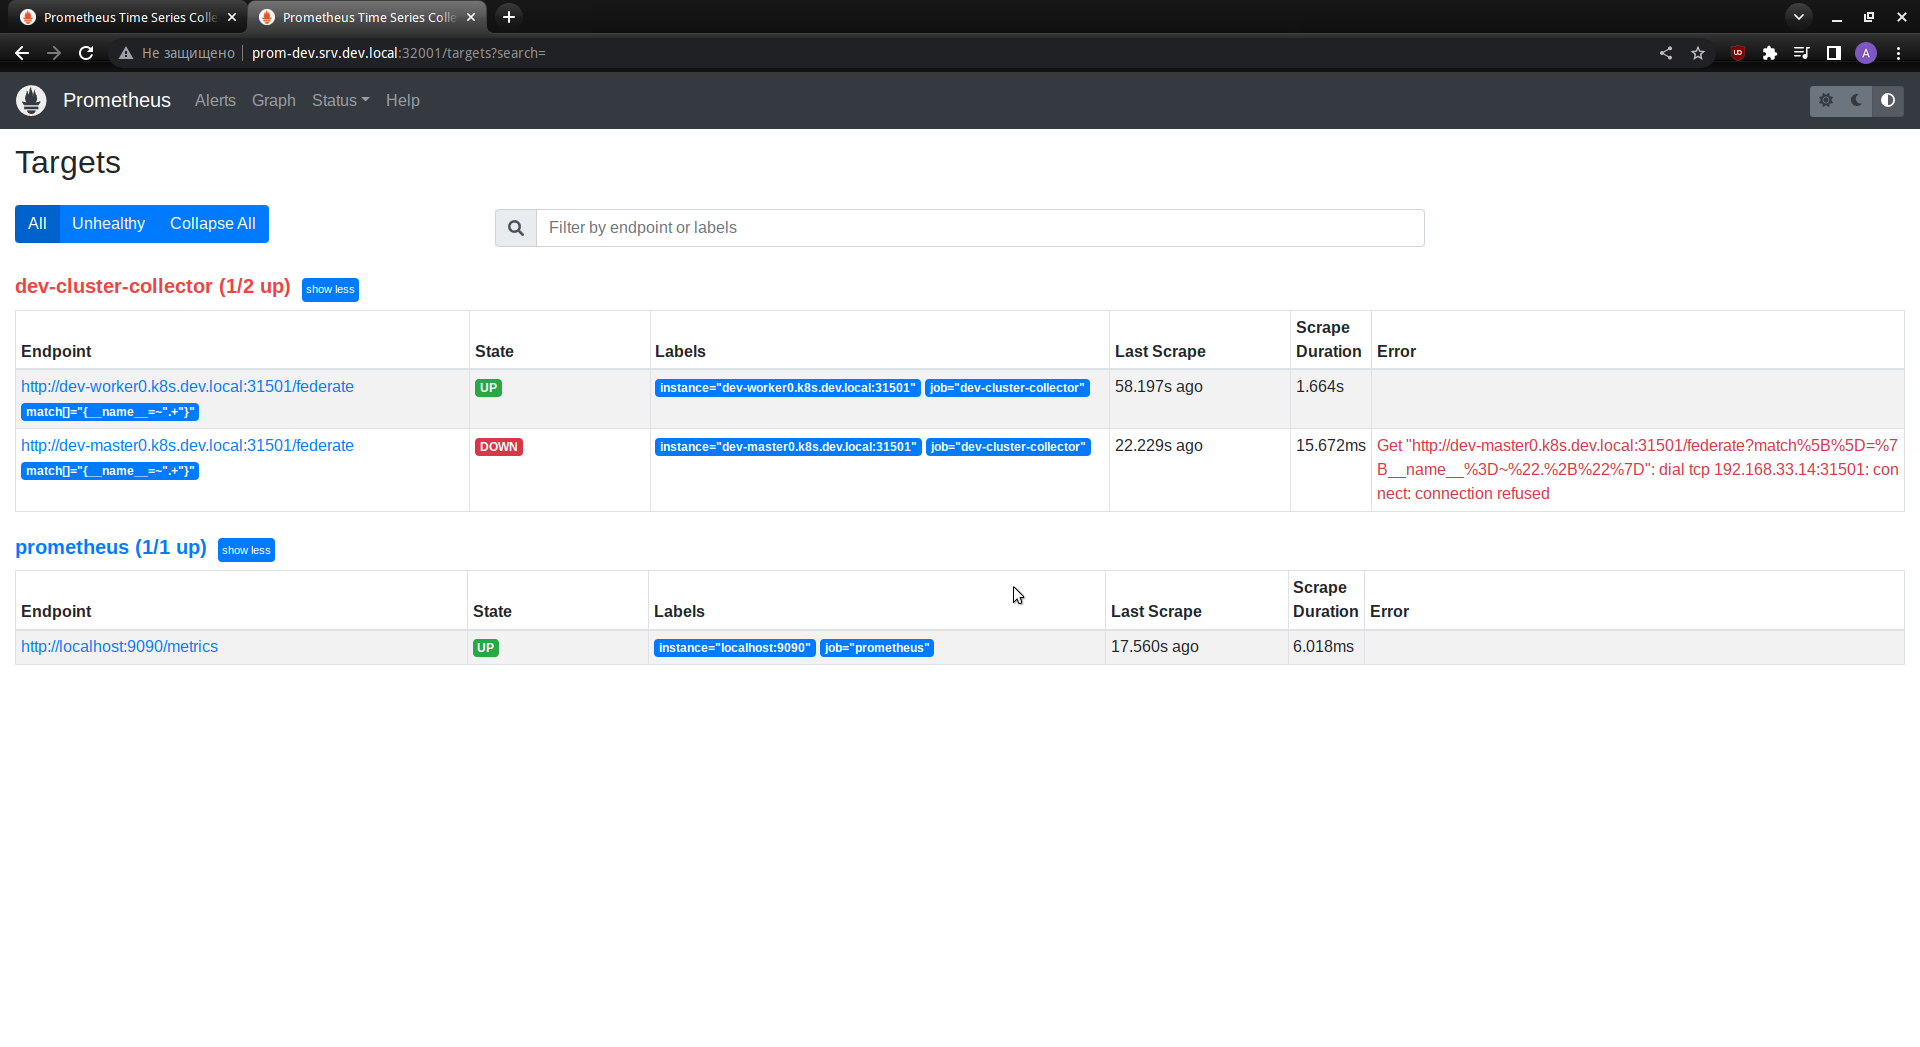 Prometheus Time Series Colle
Prometheus Time Series Colle
Не защищено prom-dev.srv.dev.local:32001/targets?search=
A
Prometheus Alerts Graph Status Help
Targets
All Unhealthy Collapse All
Filter by endpoint or labels
dev-cluster-collector (1/2 up) show less
Endpoint State Labels Last Scrape Scrape Duration Error
http://dev-worker0.k8s.dev.local:31501/federate UP instance="dev-worker0.k8s.dev.local:31501" job="dev-cluster-collector" 58.197s ago 1.664s
match[]="{__name__=~".+"}"
http://dev-master0.k8s.dev.local:31501/federate DOWN instance="dev-master0.k8s.dev.local:31501" job="dev-cluster-collector" 22.229s ago 15.672ms Get "http://dev-master0.k8s.dev.local:31501/federate?match%5B%5D=%7
match[]="{__name__=~".+"}" B__name__%3D~%22.%2B%22%7D": dial tcp 192.168.33.14:31501: con
nect: connection refused
prometheus (1/1 up) show less
Endpoint State Labels Last Scrape Scrape Duration Error
http://localhost:9090/metrics UP instance="localhost:9090" job="prometheus" 17.560s ago 6.018ms